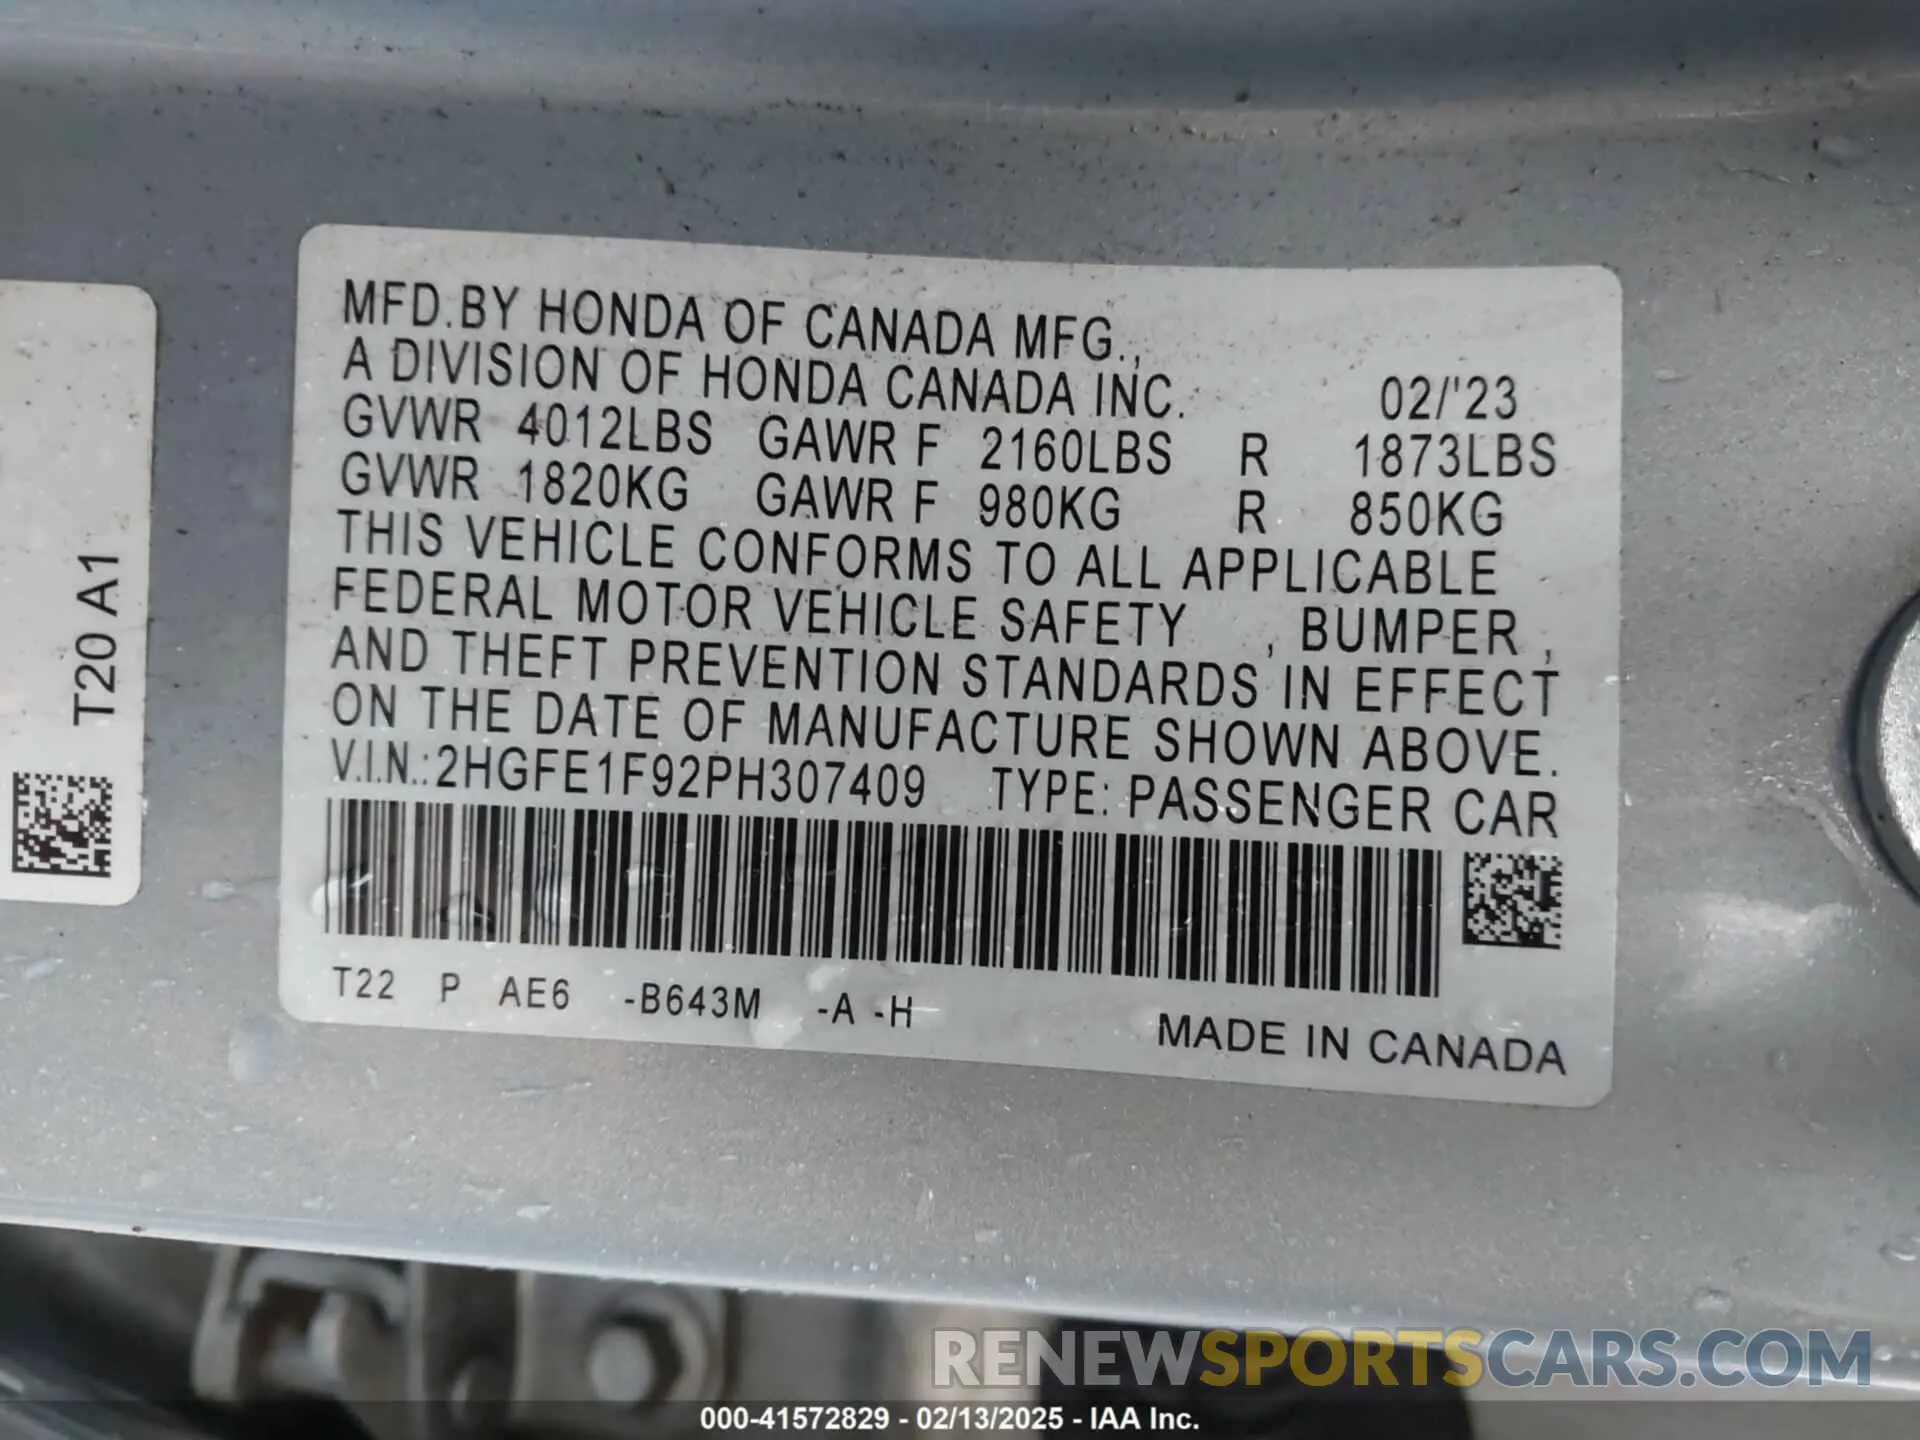 MFD.BY HONDA OF CANADA MFG.,
A DIVISION OF HONDA CANADA INC. 02/'23
GVWR 4012LBS GAWR F 2160LBS R 1873LBS
GVWR 1820KG GAWR F 980KG R 850KG
THIS VEHICLE CONFORMS TO ALL APPLICABLE
FEDERAL MOTOR VEHICLE SAFETY , BUMPER ,
AND THEFT PREVENTION STANDARDS IN EFFECT
ON THE DATE OF MANUFACTURE SHOWN ABOVE.
V.I.N.:2HGFE1F92PH307409 TYPE: PASSENGER CAR
T22 P AE6 -B643M -A -H
MADE IN CANADA
T20 A1
RENEWSPORTSCARS.COM
000-41572829 - 02/13/2025 - IAA Inc.